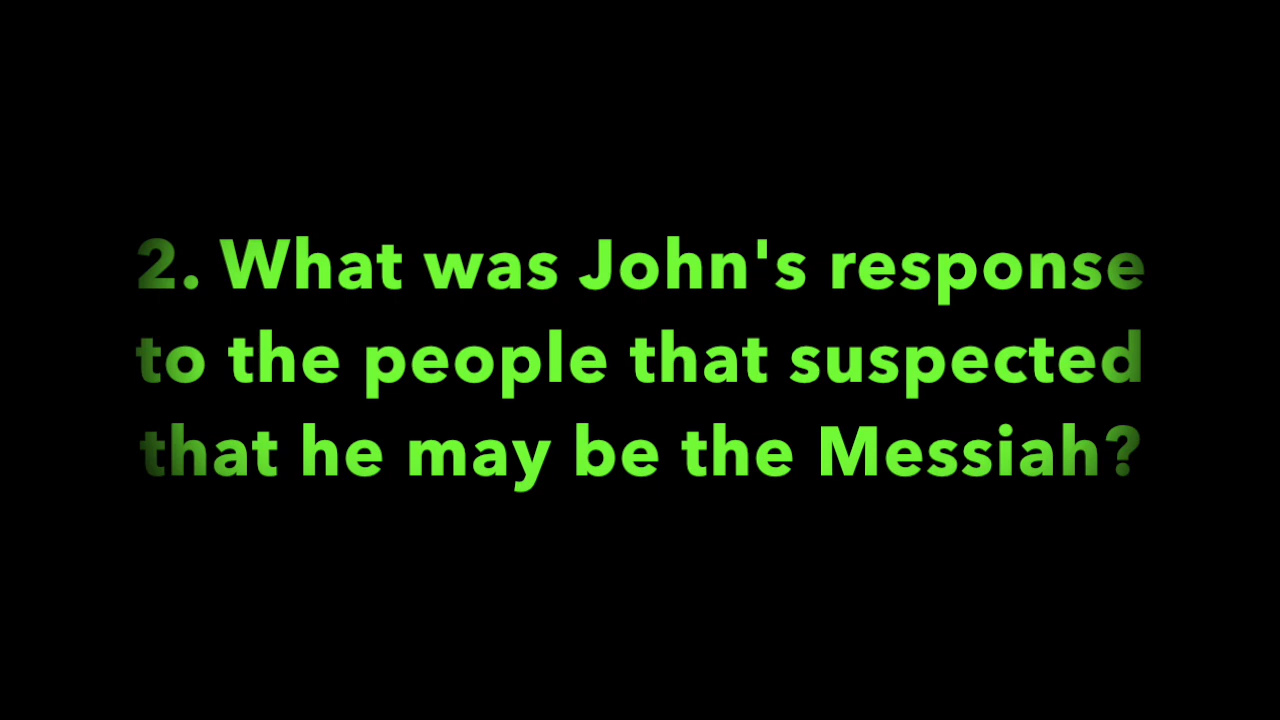 2. What was John's response
to the people that suspected
that he may be the Messiah?